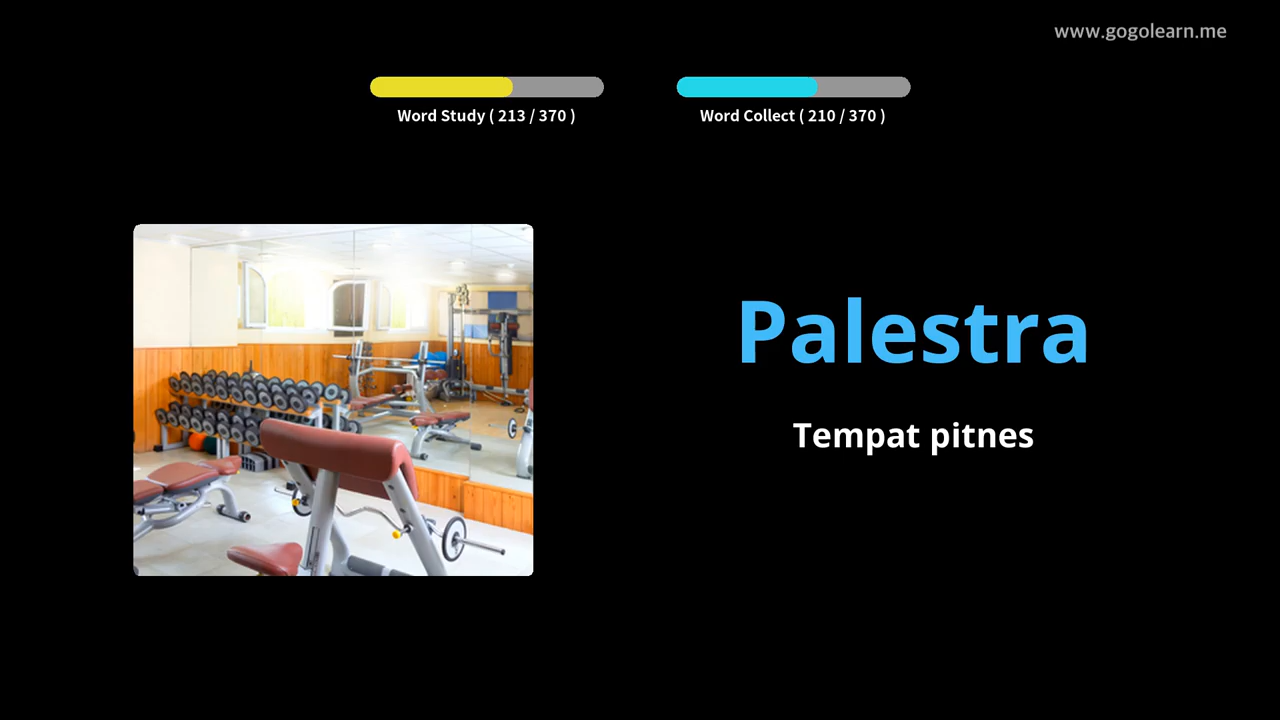 www.gogolearn.me
Word Study ( 213 / 370 )
Word Collect ( 210 / 370 )
Palestra
Tempat pitnes